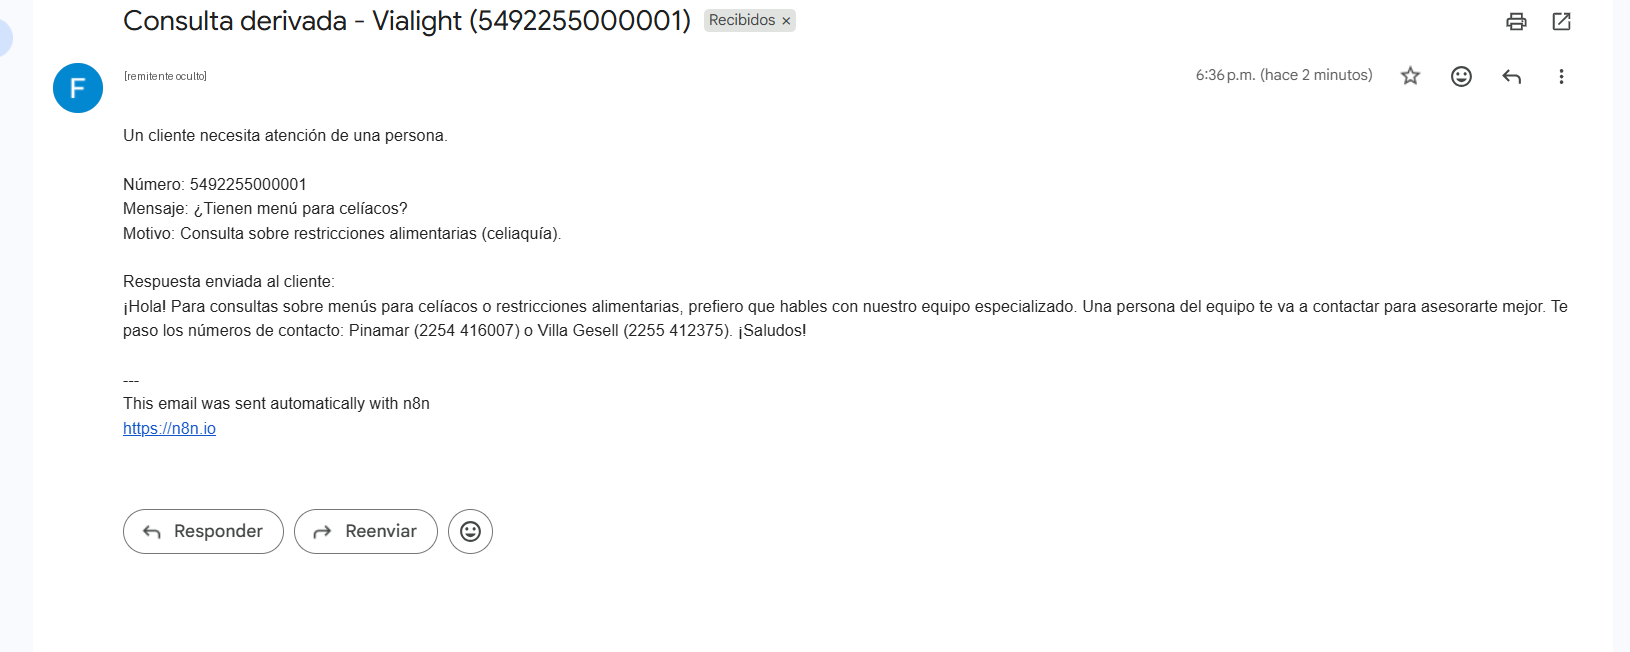 Consulta derivada - Vialight (5492255000001) Recibidos ×
F
[remitente oculto]
6:36 p.m. (hace 2 minutos)
Un cliente necesita atención de una persona.
Número: 5492255000001
Mensaje: ¿Tienen menú para celíacos?
Motivo: Consulta sobre restricciones alimentarias (celiaquía).
Respuesta enviada al cliente:
¡Hola! Para consultas sobre menús para celíacos o restricciones alimentarias, prefiero que hables con nuestro equipo especializado. Una persona del equipo te va a contactar para asesorarte mejor. Te
paso los números de contacto: Pinamar (2254 416007) o Villa Gesell (2255 412375). ¡Saludos!
---
This email was sent automatically with n8n
https://n8n.io
Responder
Reenviar